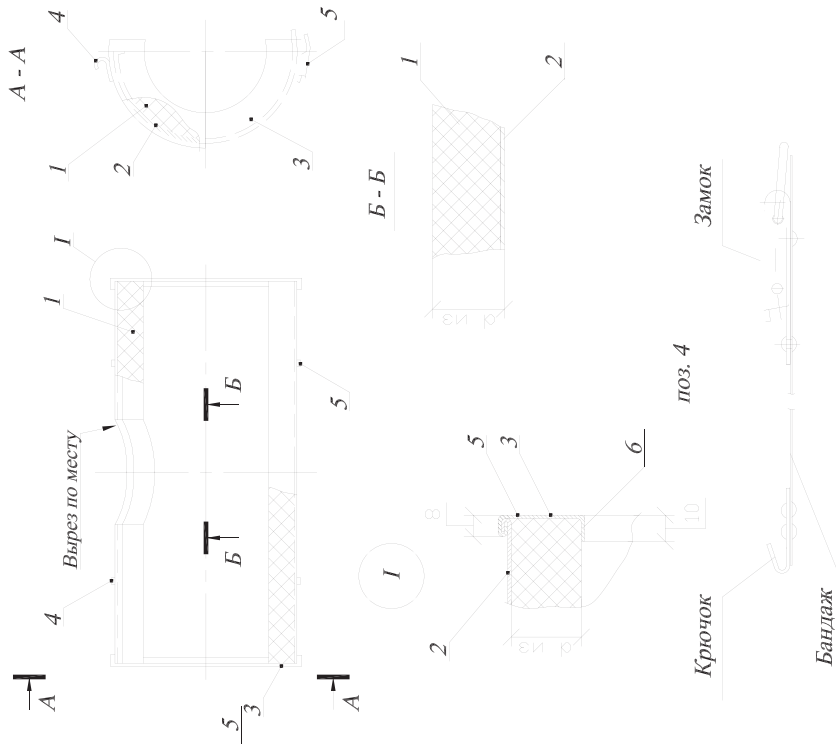 А - А
4
5
1
2
3
I
1
Вырез по месту
4
Б
Б
5
А
А
5
3
Б - Б
1
2
b из
I
2
5
3
6
8
10
b из
поз. 4
Замок
Крючок
Бандаж